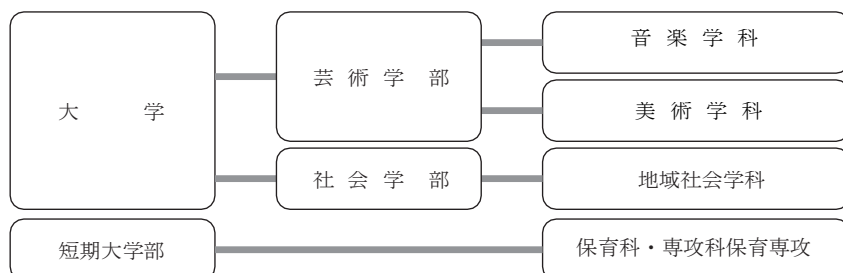 大学
芸術学部
音楽学科
美術学科
社会学部
地域社会学科
短期大学部
保育科・専攻科保育専攻